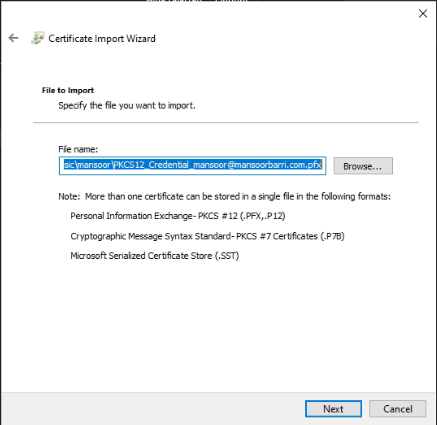 Certificate Import Wizard
File to Import
Specify the file you want to import.
File name:
sic\mansoor\PKCS12_Credential_mansoor@mansoorbarri.com.pfx
Browse...
Note: More than one certificate can be stored in a single file in the following formats:
Personal Information Exchange- PKCS #12 (.PFX,.P12)
Cryptographic Message Syntax Standard- PKCS #7 Certificates (.P7B)
Microsoft Serialized Certificate Store (.SST)
Next
Cancel